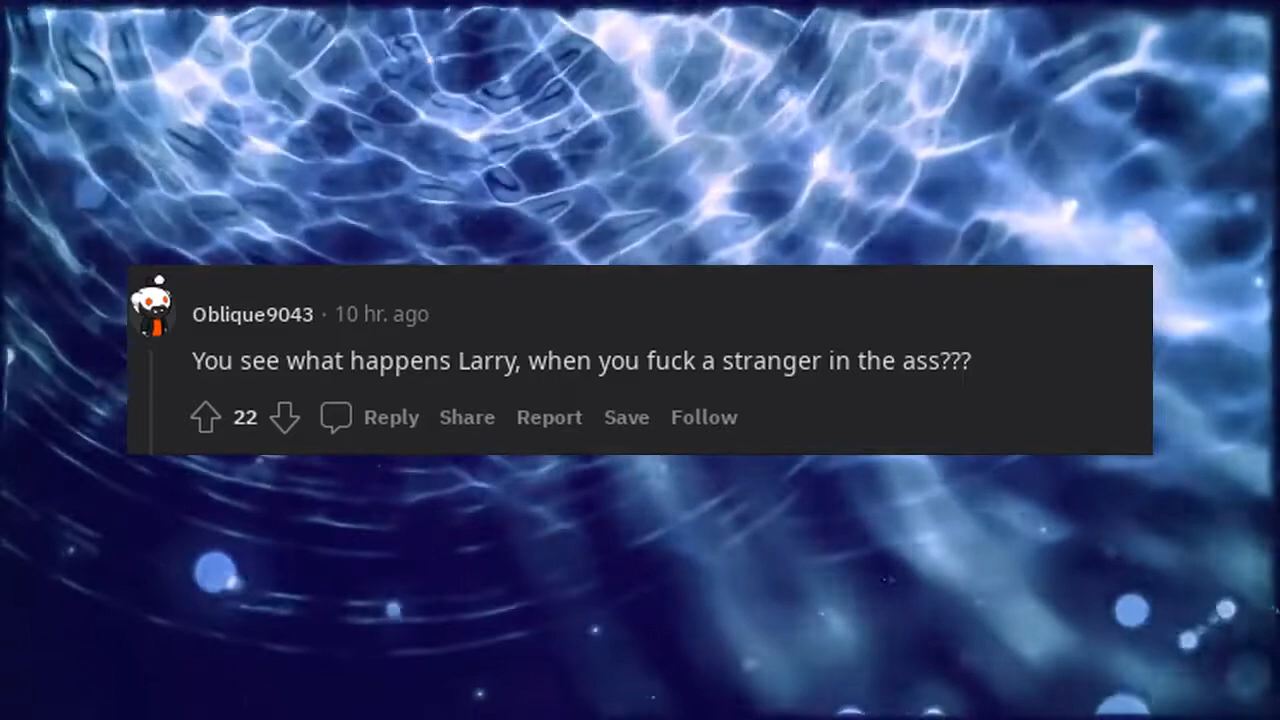 Oblique9043 · 10 hr. ago
You see what happens Larry, when you fuck a stranger in the ass???
22 Reply Share Report Save Follow